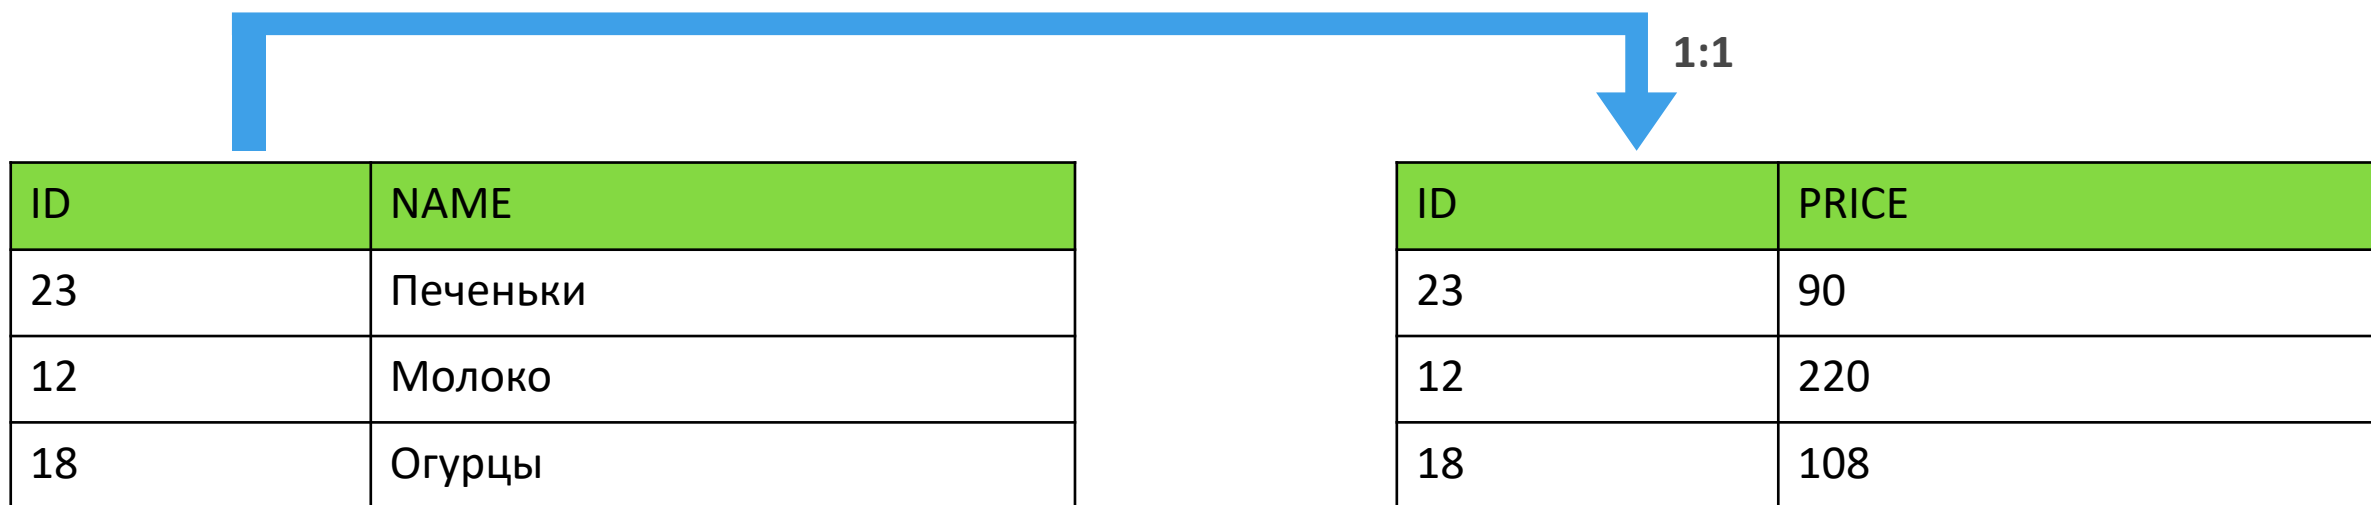 1:1
ID NAME ID PRICE
23 Печеньки 23 90
12 Молоко 12 220
18 Огурцы 18 108